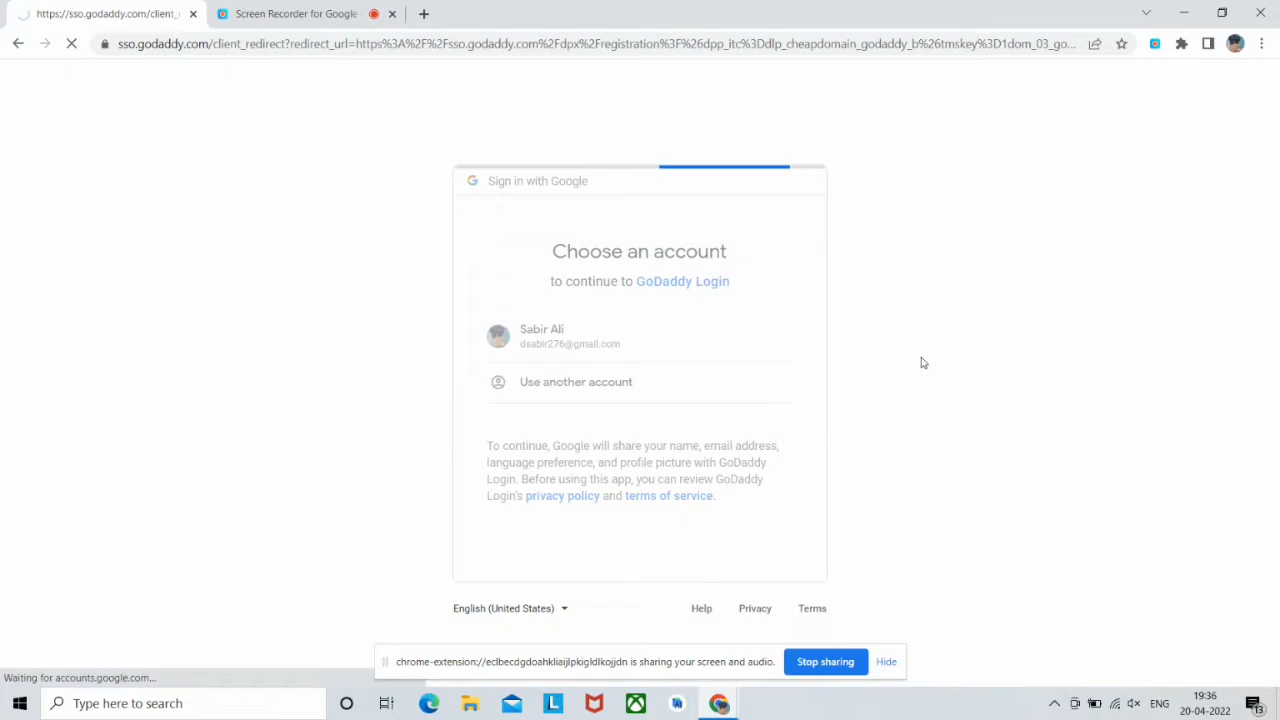 https://sso.godaddy.com/client_
Screen Recorder for Google
sso.godaddy.com/client_redirect?redirect_url=https%3A%2F%2Fsso.godaddy.com%2Fdpx%2Fregistration%3F%26dpp_itc%3Ddlp_cheapdomain_godaddy_b%26tmskey%3D1dom_03_go...
Sign in with Google
Choose an account
to continue to GoDaddy Login
Sabir Ali
dsabir276@gmail.com
Use another account
To continue, Google will share your name, email address,
language preference, and profile picture with GoDaddy
Login. Before using this app, you can review GoDaddy
Login's privacy policy and terms of service.
English (United States)
Help
Privacy
Terms
chrome-extension://eclbecdgdoahkliaijlpkigldlkojjdn is sharing your screen and audio.
Stop sharing
Hide
Waiting for accounts.google.com...
Type here to search
ENG
19:36
20-04-2022
13